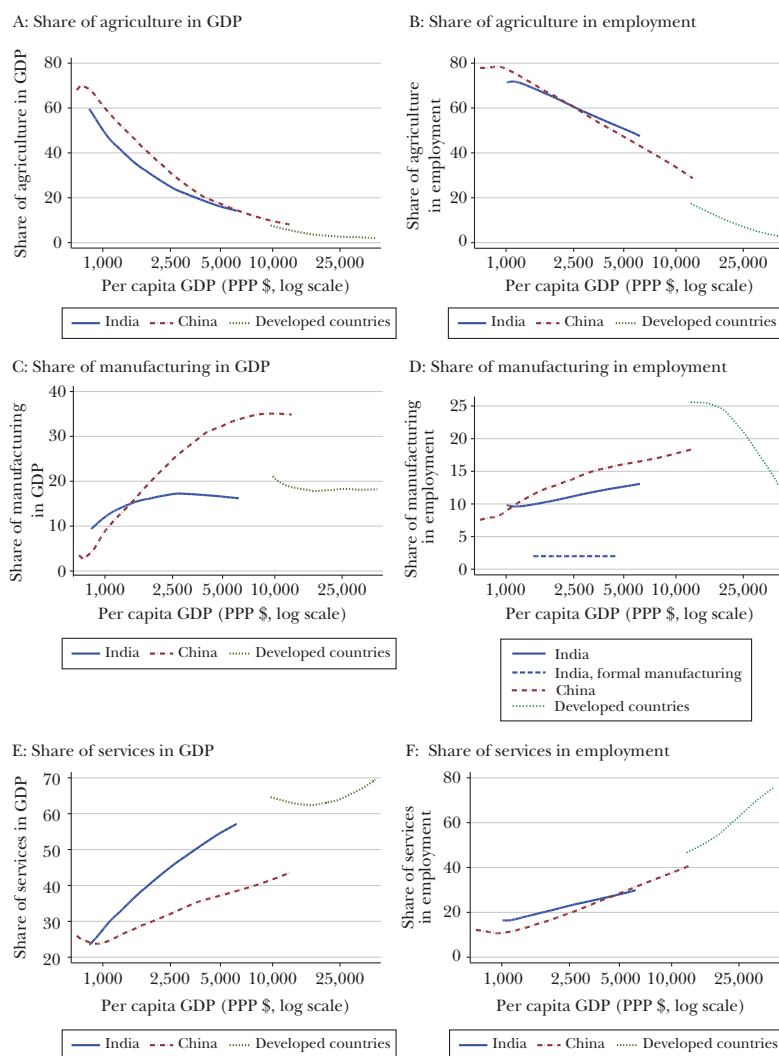 A: Share of agriculture in GDP
Share of agriculture in GDP
80
60
40
20
0
1,000 2,500 5,000 10,000 25,000
Per capita GDP (PPP $, log scale)
India China Developed countries
B: Share of agriculture in employment
Share of agriculture
in employment
80
60
40
20
0
1,000 2,500 5,000 10,000 25,000
Per capita GDP (PPP $, log scale)
India China Developed countries
C: Share of manufacturing in GDP
Share of manufacturing
in GDP
40
30
20
10
0
1,000 2,500 5,000 10,000 25,000
Per capita GDP (PPP $, log scale)
India China Developed countries
D: Share of manufacturing in employment
Share of manufacturing
in employment
25
20
15
10
5
0
1,000 2,500 5,000 10,000 25,000
Per capita GDP (PPP $, log scale)
India
India, formal manufacturing
China
Developed countries
E: Share of services in GDP
Share of services in GDP
70
60
50
40
30
20
1,000 2,500 5,000 10,000 25,000
Per capita GDP (PPP $, log scale)
India China Developed countries
F: Share of services in employment
Share of services
in employment
80
60
40
20
0
1,000 2,500 5,000 10,000 25,000
Per capita GDP (PPP $, log scale)
India China Developed countries